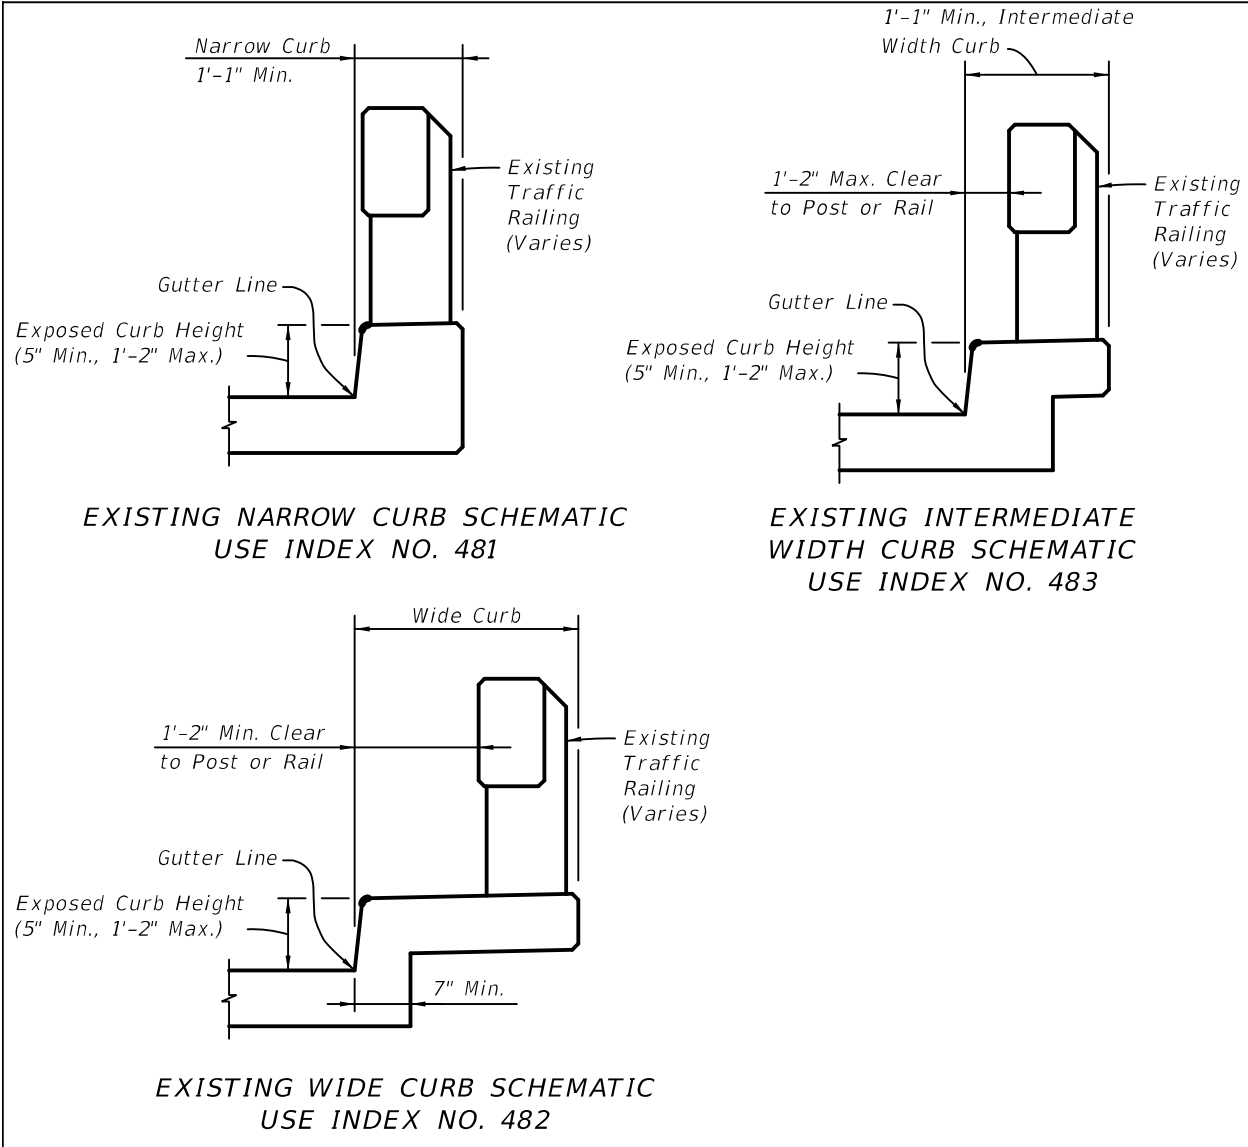 Narrow Curb
1'-1" Min.
Existing
Traffic
Railing
(Varies)
Gutter Line
Exposed Curb Height
(5" Min., 1'-2" Max.)
EXISTING NARROW CURB SCHEMATIC
USE INDEX NO. 481
1'-1" Min., Intermediate
Width Curb
1'-2" Max. Clear
to Post or Rail
Existing
Traffic
Railing
(Varies)
Gutter Line
Exposed Curb Height
(5" Min., 1'-2" Max.)
EXISTING INTERMEDIATE
WIDTH CURB SCHEMATIC
USE INDEX NO. 483
Wide Curb
1'-2" Min. Clear
to Post or Rail
Existing
Traffic
Railing
(Varies)
Gutter Line
Exposed Curb Height
(5" Min., 1'-2" Max.)
7" Min.
EXISTING WIDE CURB SCHEMATIC
USE INDEX NO. 482